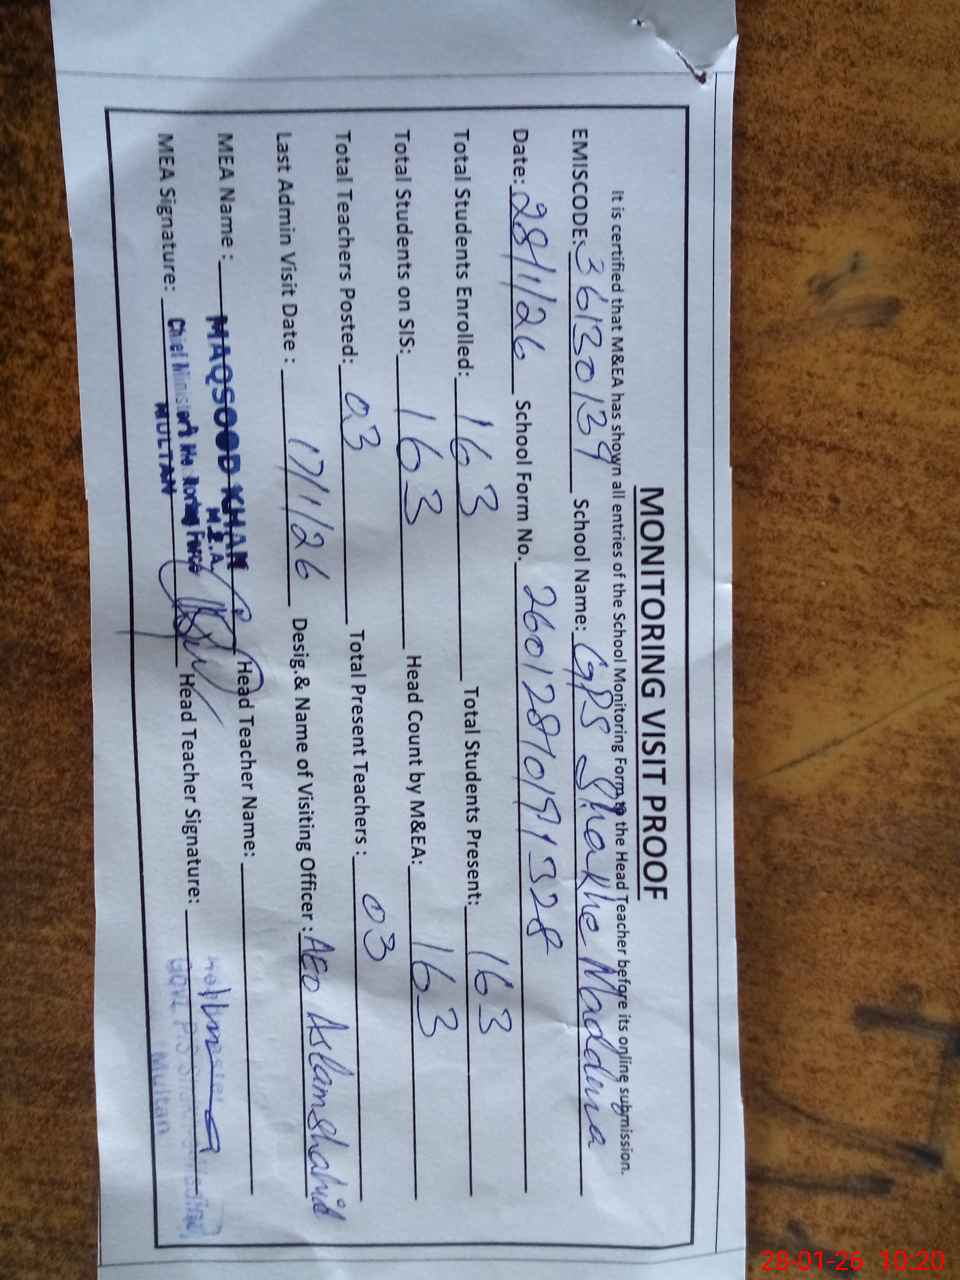 MONITORING VISIT PROOF
It is certified that M&EA has shown all entries of the School Monitoring Form to the Head Teacher before its online submission.
EMISCODE: 36130134 School Name: GPS Shakhe Maddina
Date: 28/1/26 School Form No. 260128101941328
Total Students Enrolled: 163 Total Students Present: 163
Total Students on SIS: 163 Head Count by M&EA: 163
Total Teachers Posted: 03 Total Present Teachers : 03
Last Admin Visit Date : 17/1/26 Desig.& Name of Visiting Officer : AEO Aslam Shahid
MEA Name : MAQSOOD KHAN Head Teacher Name:
M.E.A.
MEA Signature: Chief Force Head Teacher Signature:
MULTAN
Multan
28-01-26 10:20